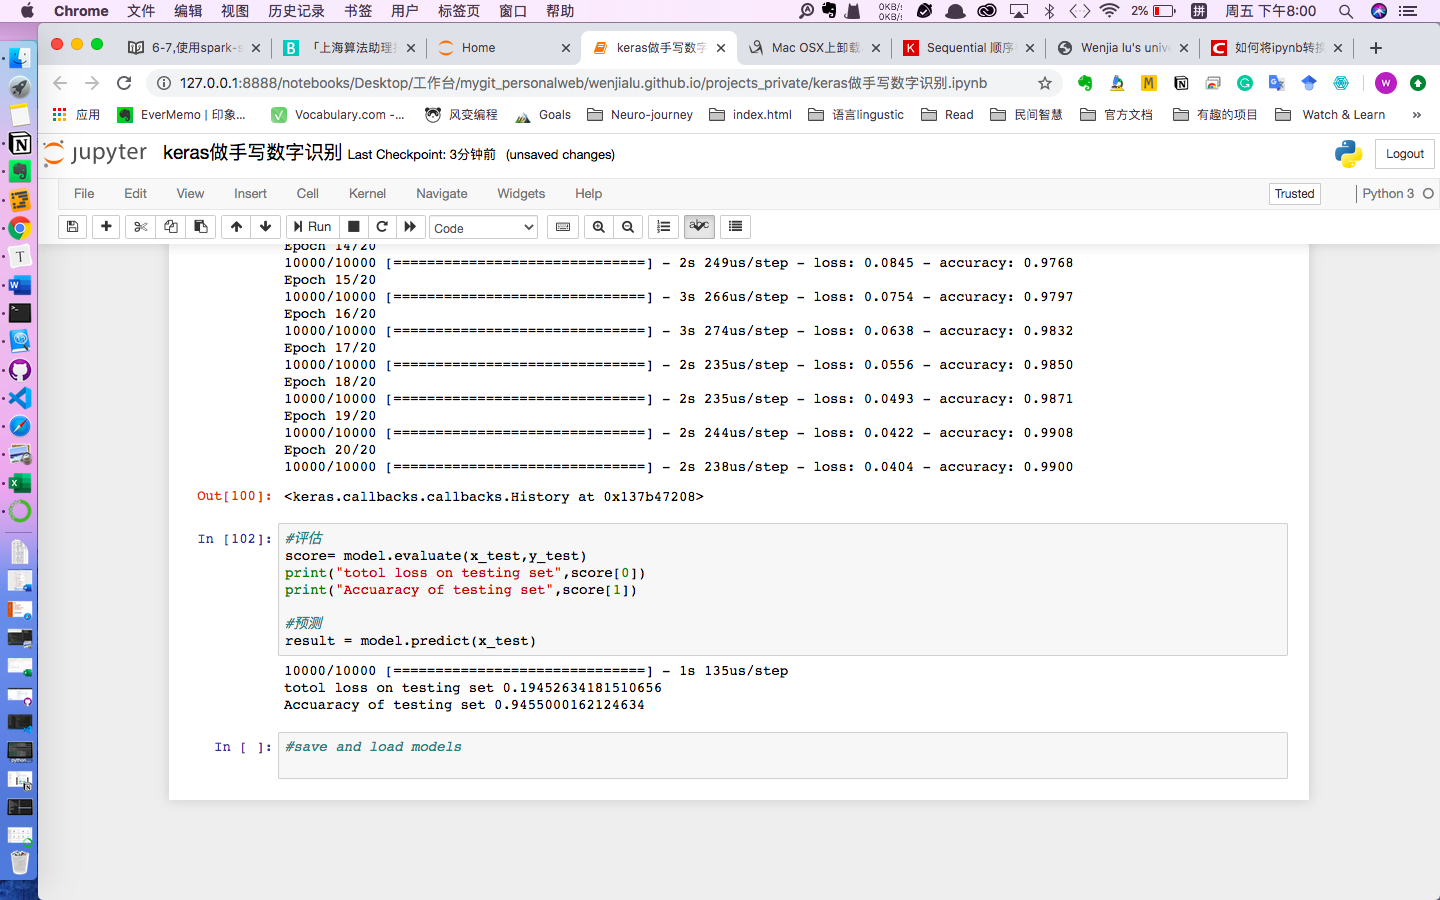 Chrome 文件 编辑 视图 历史记录 书签 用户 标签页 窗口 帮助 0KB/s 0KB/s 2% 拼 周五 下午8:00
6-7,使用spark-s 「上海算法助理 Home keras做手写数字 Mac OSX上卸载 Sequential 顺序 Wenjia lu's unive 如何将ipynb转换
127.0.0.1:8888/notebooks/Desktop/工作台/mygit_personalweb/wenjialu.github.io/projects_private/keras做手写数字识别.ipynb
应用 EverMemo | 印象... Vocabulary.com -... 风变编程 Goals Neuro-journey index.html 语言lingustic Read 民间智慧 官方文档 有趣的项目 Watch & Learn »
jupyter keras做手写数字识别 Last Checkpoint: 3分钟前 (unsaved changes) Logout
File Edit View Insert Cell Kernel Navigate Widgets Help Trusted Python 3
Run Code abc
Epoch 14/20
10000/10000 [==============================] - 2s 249us/step - loss: 0.0845 - accuracy: 0.9768
Epoch 15/20
10000/10000 [==============================] - 3s 266us/step - loss: 0.0754 - accuracy: 0.9797
Epoch 16/20
10000/10000 [==============================] - 3s 274us/step - loss: 0.0638 - accuracy: 0.9832
Epoch 17/20
10000/10000 [==============================] - 2s 235us/step - loss: 0.0556 - accuracy: 0.9850
Epoch 18/20
10000/10000 [==============================] - 2s 235us/step - loss: 0.0493 - accuracy: 0.9871
Epoch 19/20
10000/10000 [==============================] - 2s 244us/step - loss: 0.0422 - accuracy: 0.9908
Epoch 20/20
10000/10000 [==============================] - 2s 238us/step - loss: 0.0404 - accuracy: 0.9900
Out[100]: <keras.callbacks.callbacks.History at 0x137b47208>
In [102]: #评估
score= model.evaluate(x_test,y_test)
print("totol loss on testing set",score[0])
print("Accuaracy of testing set",score[1])
#预测
result = model.predict(x_test)
10000/10000 [==============================] - 1s 135us/step
totol loss on testing set 0.19452634181510656
Accuaracy of testing set 0.9455000162124634
In [ ]: #save and load models